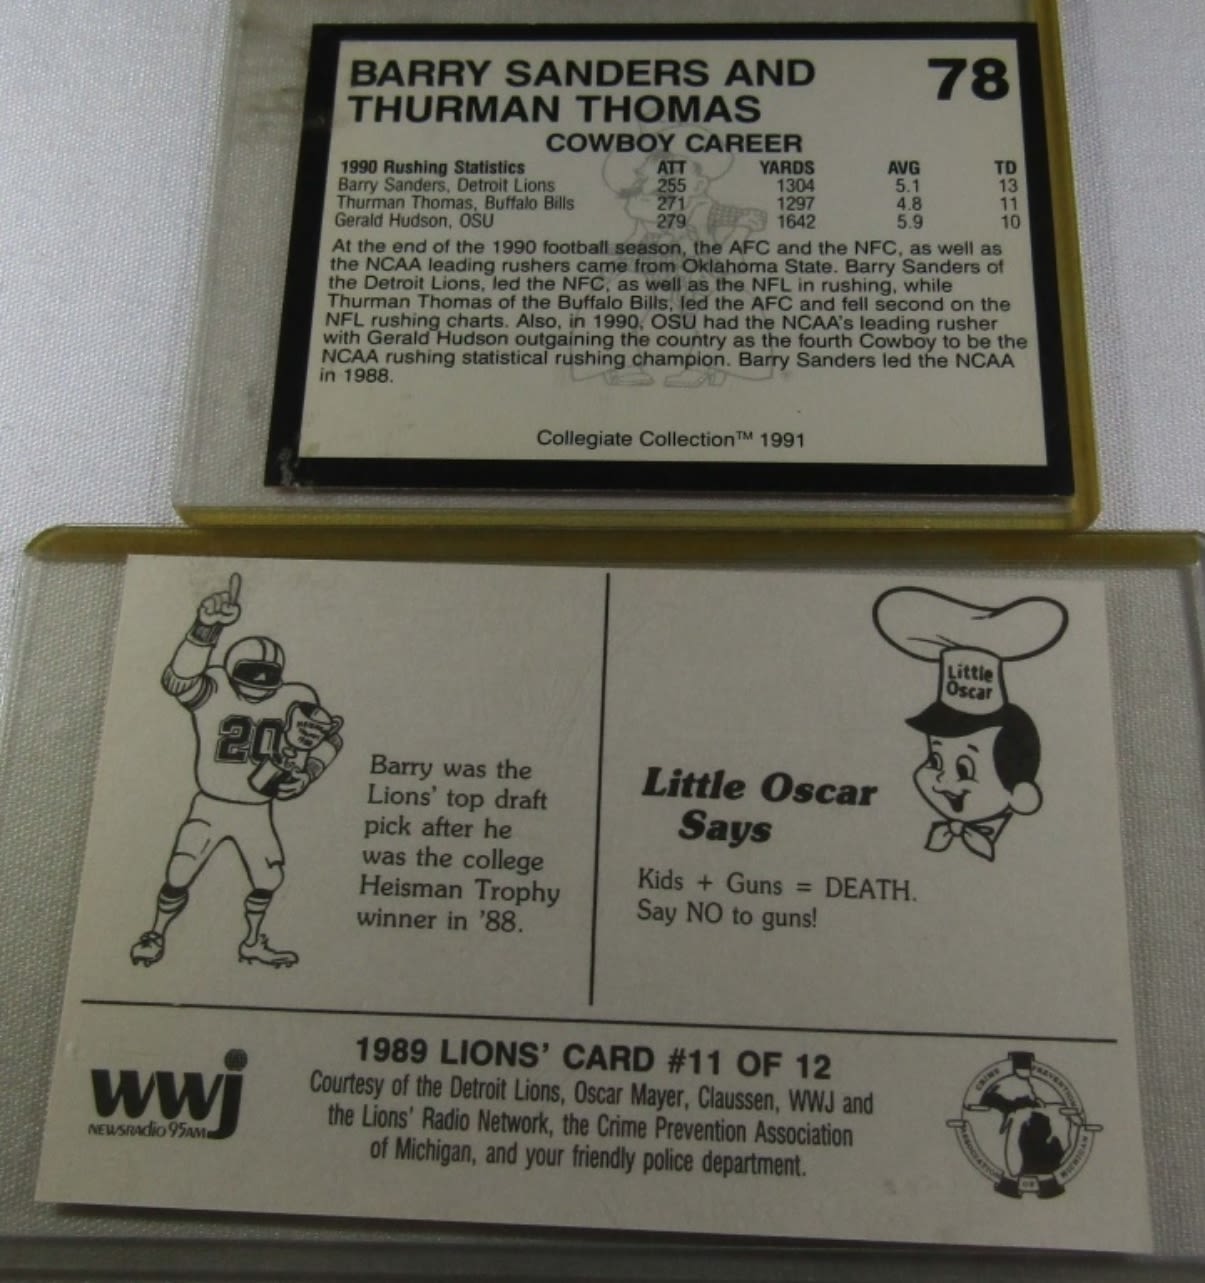 BARRY SANDERS AND 78
THURMAN THOMAS
COWBOY CAREER
1990 Rushing Statistics ATT YARDS AVG TD
Barry Sanders, Detroit Lions 255 1304 5.1 13
Thurman Thomas, Buffalo Bills 271 1297 4.8 11
Gerald Hudson, OSU 279 1642 5.9 10
At the end of the 1990 football season, the AFC and the NFC, as well as
the NCAA leading rushers came from Oklahoma State. Barry Sanders of
the Detroit Lions, led the NFC, as well as the NFL in rushing, while
Thurman Thomas of the Buffalo Bills, led the AFC and fell second on the
NFL rushing charts. Also, in 1990, OSU had the NCAA's leading rusher
with Gerald Hudson outgaining the country as the fourth Cowboy to be the
NCAA rushing statistical rushing champion. Barry Sanders led the NCAA
in 1988.
Collegiate Collection™ 1991
20
Barry was the
Lions' top draft
pick after he
was the college
Heisman Trophy
winner in '88.
Little
Oscar
Little Oscar
Says
Kids + Guns = DEATH.
Say NO to guns!
WWJ
NEWSRADIO 95AM
1989 LIONS' CARD #11 OF 12
Courtesy of the Detroit Lions, Oscar Mayer, Claussen, WWJ and
the Lions' Radio Network, the Crime Prevention Association
of Michigan, and your friendly police department.
CRIME PREVENTION
ASSOCIATION OF MICHIGAN